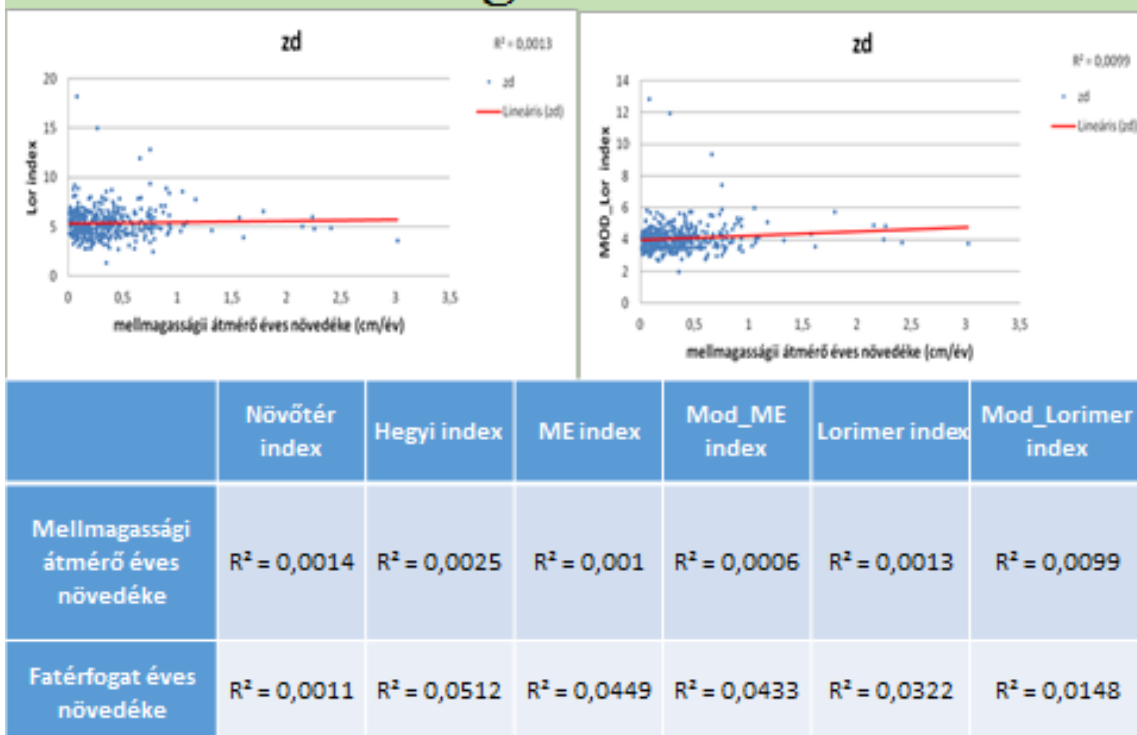 zd
R² = 0,0013
zd
Lineáris (zd)
Lor index
20
15
10
5
0
0 0,5 1 1,5 2 2,5 3 3,5
mellmagasságii átmérő éves növedéke (cm/év)
zd
R² = 0,0099
zd
Lineáris (zd)
MOD_Lor index
14
12
10
8
6
4
2
0
0 0,5 1 1,5 2 2,5 3 3,5
mellmagasságii átmérő éves növedéke (cm/év)
Növőtér index
Hegyi index
ME index
Mod_ME index
Lorimer index
Mod_Lorimer index
Mellmagassági
átmérő éves
növedéke
R² = 0,0014 R² = 0,0025 R² = 0,001 R² = 0,0006 R² = 0,0013 R² = 0,0099
Fatérfogat éves
növedéke
R² = 0,0011 R² = 0,0512 R² = 0,0449 R² = 0,0433 R² = 0,0322 R² = 0,0148